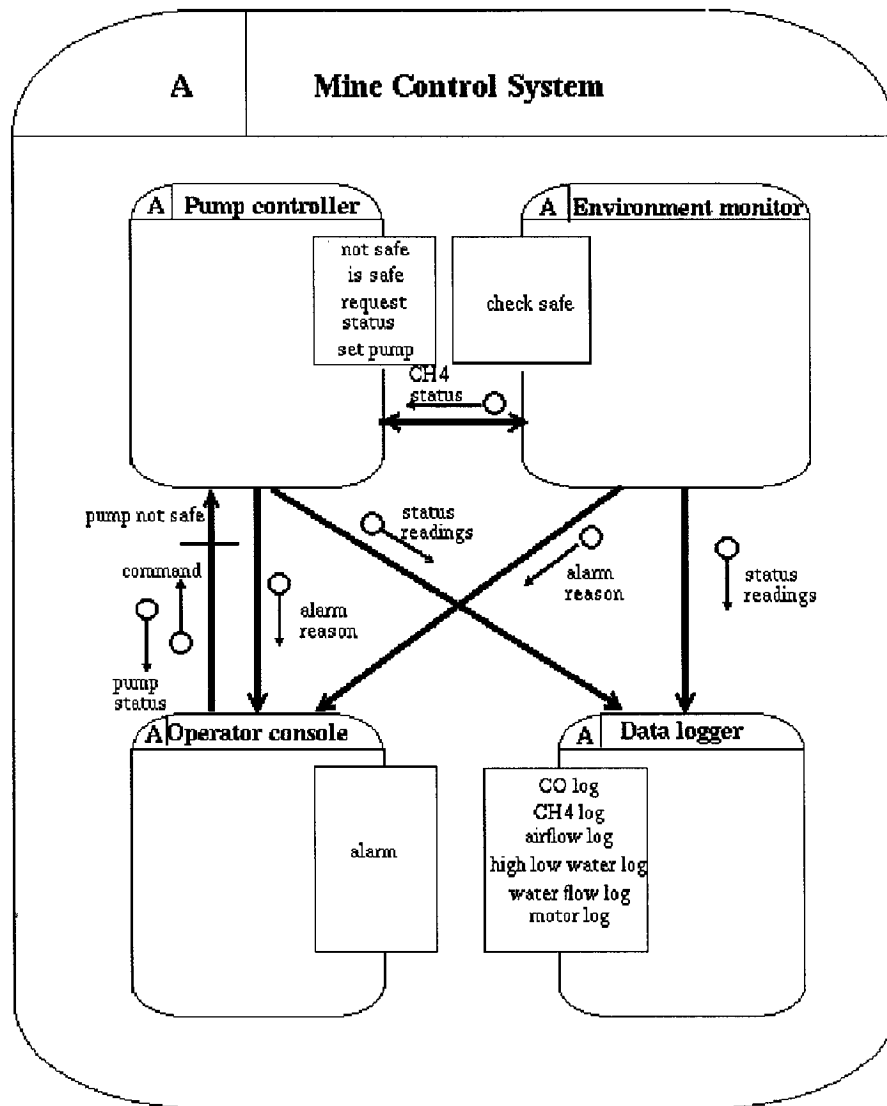 A Mine Control System
A Pump controller
A Environment monitor
not safe
is safe
request
status
set pump
check safe
CH4
status
pump not safe
command
pump
status
alarm
reason
status
readings
alarm
reason
status
readings
A Operator console
A Data logger
alarm
CO log
CH4 log
airflow log
high low water log
water flow log
motor log